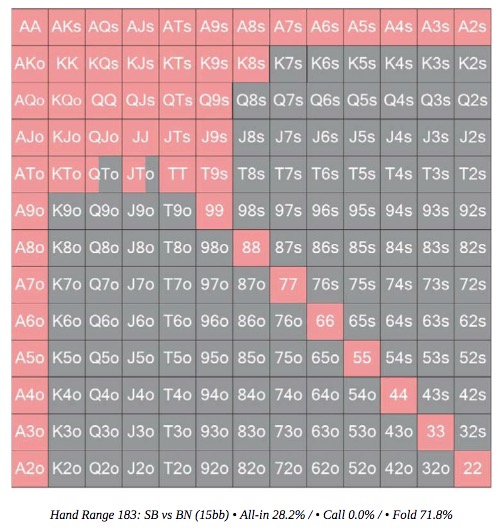 AA AKs AQs AJs ATs A9s A8s A7s A6s A5s A4s A3s A2s
AKo KK KQs KJs KTs K9s K8s K7s K6s K5s K4s K3s K2s
AQo KQo QQ QJs QTs Q9s Q8s Q7s Q6s Q5s Q4s Q3s Q2s
AJo KJo QJo JJ JTs J9s J8s J7s J6s J5s J4s J3s J2s
ATo KTo QTo JTo TT T9s T8s T7s T6s T5s T4s T3s T2s
A9o K9o Q9o J9o T9o 99 98s 97s 96s 95s 94s 93s 92s
A8o K8o Q8o J8o T8o 98o 88 87s 86s 85s 84s 83s 82s
A7o K7o Q7o J7o T7o 97o 87o 77 76s 75s 74s 73s 72s
A6o K6o Q6o J6o T6o 96o 86o 76o 66 65s 64s 63s 62s
A5o K5o Q5o J5o T5o 95o 85o 75o 65o 55 54s 53s 52s
A4o K4o Q4o J4o T4o 94o 84o 74o 64o 54o 44 43s 42s
A3o K3o Q3o J3o T3o 93o 83o 73o 63o 53o 43o 33 32s
A2o K2o Q2o J2o T2o 92o 82o 72o 62o 52o 42o 32o 22
Hand Range 183: SB vs BN (15bb) • All-in 28.2% / • Call 0.0% / • Fold 71.8%